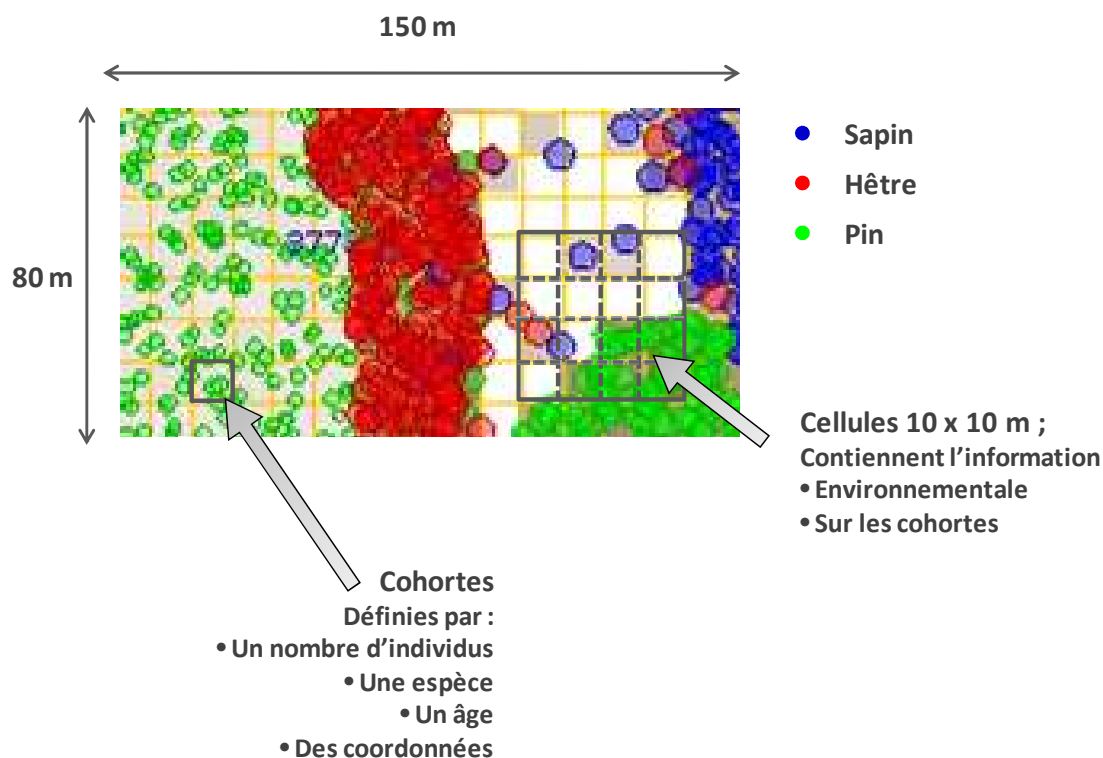 150 m
80 m
Sapin
Hêtre
Pin
Cellules 10 x 10 m ;
Contiennent l’information
• Environnementale
• Sur les cohortes
Cohortes
Définies par :
• Un nombre d’individus
• Une espèce
• Un âge
• Des coordonnées